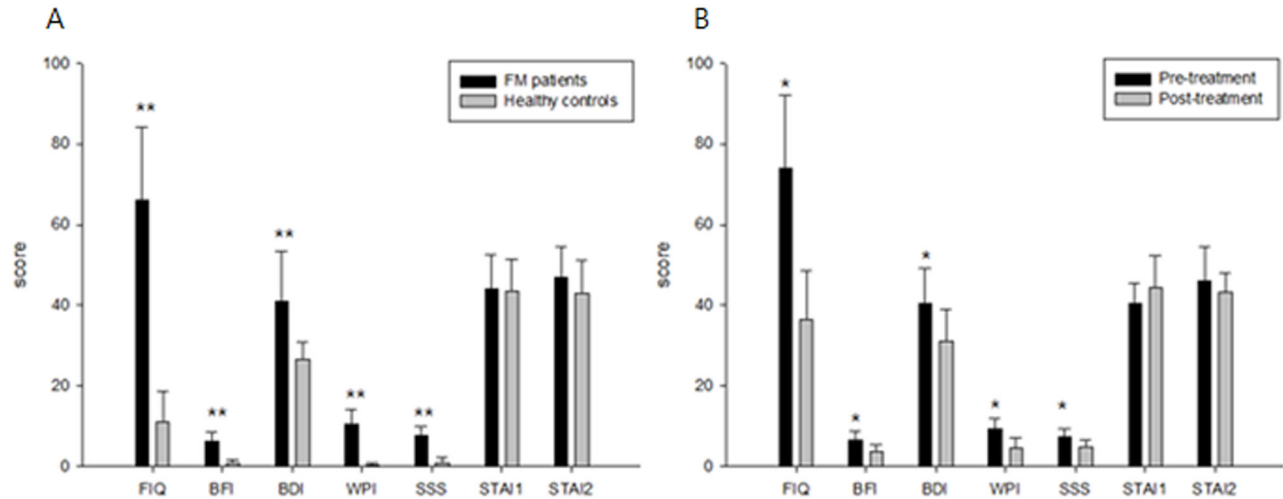 A
B
100
80
60
40
20
0
score
FM patients
Healthy controls
**
**
**
**
**
FIQ BFI BDI WPI SSS STAI1 STAI2
100
80
60
40
20
0
score
Pre-treatment
Post-treatment
*
*
*
*
*
FIQ BFI BDI WPI SSS STAI1 STAI2